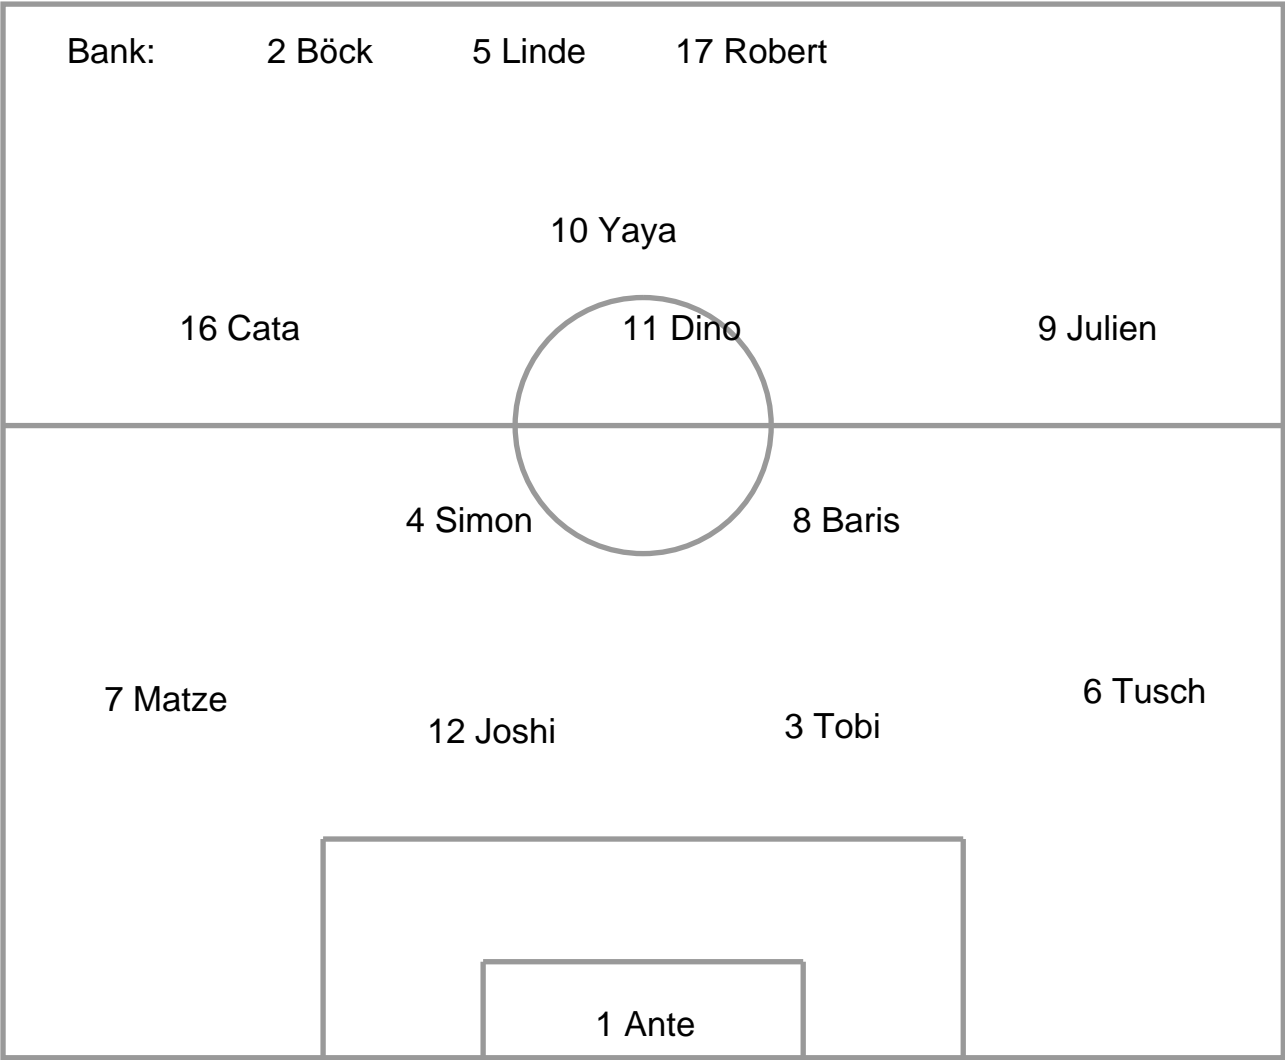 Bank: 2 Böck 5 Linde 17 Robert
10 Yaya
16 Cata 11 Dino 9 Julien
4 Simon 8 Baris
7 Matze 6 Tusch
12 Joshi 3 Tobi
1 Ante